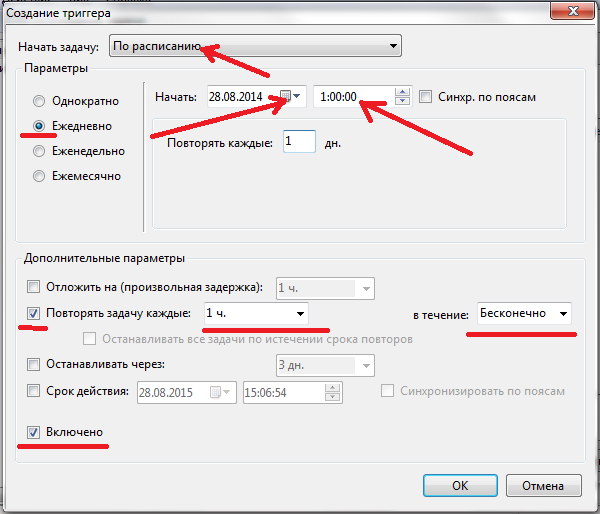 Создание триггера
Начать задачу: По расписанию
Параметры
Однократно
Ежедневно
Еженедельно
Ежемесячно
Начать: 28.08.2014 1:00:00 Синхр. по поясам
Повторять каждые: 1 дн.
Дополнительные параметры
Отложить на (произвольная задержка): 1 ч.
Повторять задачу каждые: 1 ч. в течение: Бесконечно
Останавливать все задачи по истечении срока повторов
Останавливать через: 3 дн.
Срок действия: 28.08.2015 15:06:54 Синхронизировать по поясам
Включено
OK Отмена